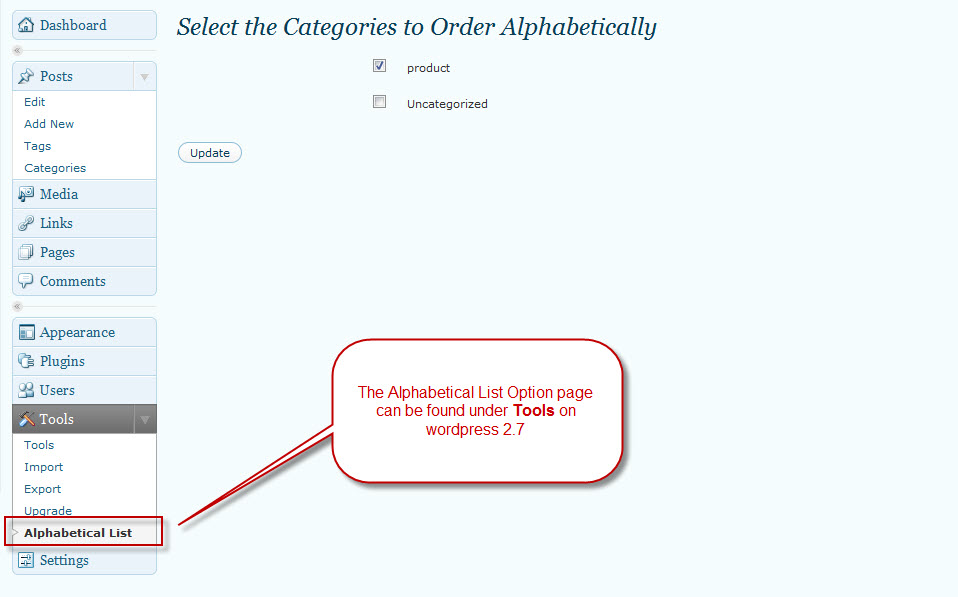 Dashboard
Select the Categories to Order Alphabetically
product
Uncategorized
Update
Posts
Edit
Add New
Tags
Categories
Media
Links
Pages
Comments
Appearance
Plugins
Users
Tools
Tools
Import
Export
Upgrade
Alphabetical List
Settings
The Alphabetical List Option page
can be found under Tools on
wordpress 2.7